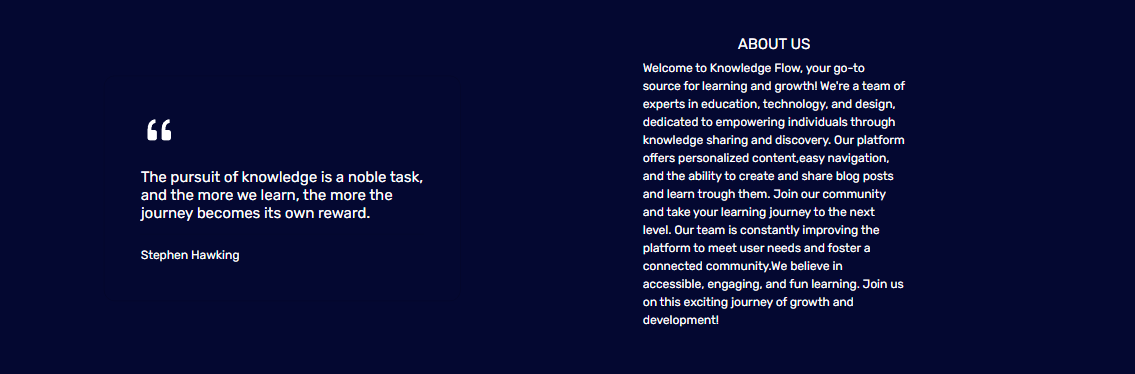 “
The pursuit of knowledge is a noble task,
and the more we learn, the more the
journey becomes its own reward.
Stephen Hawking
ABOUT US
Welcome to Knowledge Flow, your go-to
source for learning and growth! We're a team of
experts in education, technology, and design,
dedicated to empowering individuals through
knowledge sharing and discovery. Our platform
offers personalized content,easy navigation,
and the ability to create and share blog posts
and learn trough them. Join our community
and take your learning journey to the next
level. Our team is constantly improving the
platform to meet user needs and foster a
connected community.We believe in
accessible, engaging, and fun learning. Join us
on this exciting journey of growth and
development!